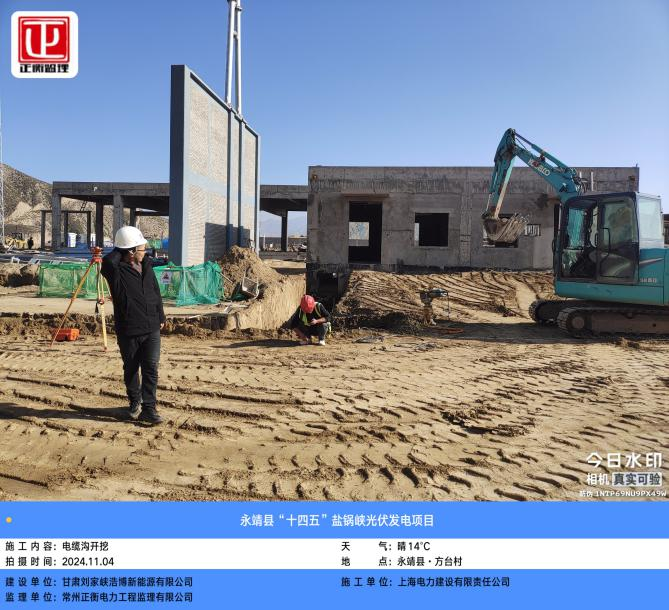 正衡监理
今日水印
相机 真实可验
防伪 1NTP69NU9PX49W
永靖县“十四五”盐锅峡光伏发电项目
施工内容：电缆沟开挖
天 气：晴14℃
拍摄时间：2024.11.04
地 点：永靖县·方台村
建设单位：甘肃刘家峡浩博新能源有限公司
施工单位：上海电力建设有限责任公司
监理单位：常州正衡电力工程监理有限公司